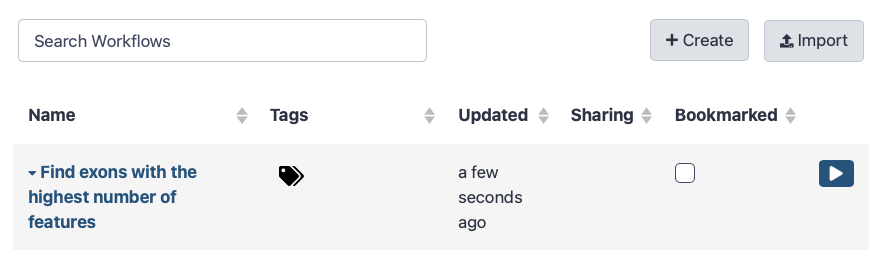 Search Workflows
+ Create
Import
Name Tags Updated Sharing Bookmarked
Find exons with the
highest number of
features
a few
seconds
ago